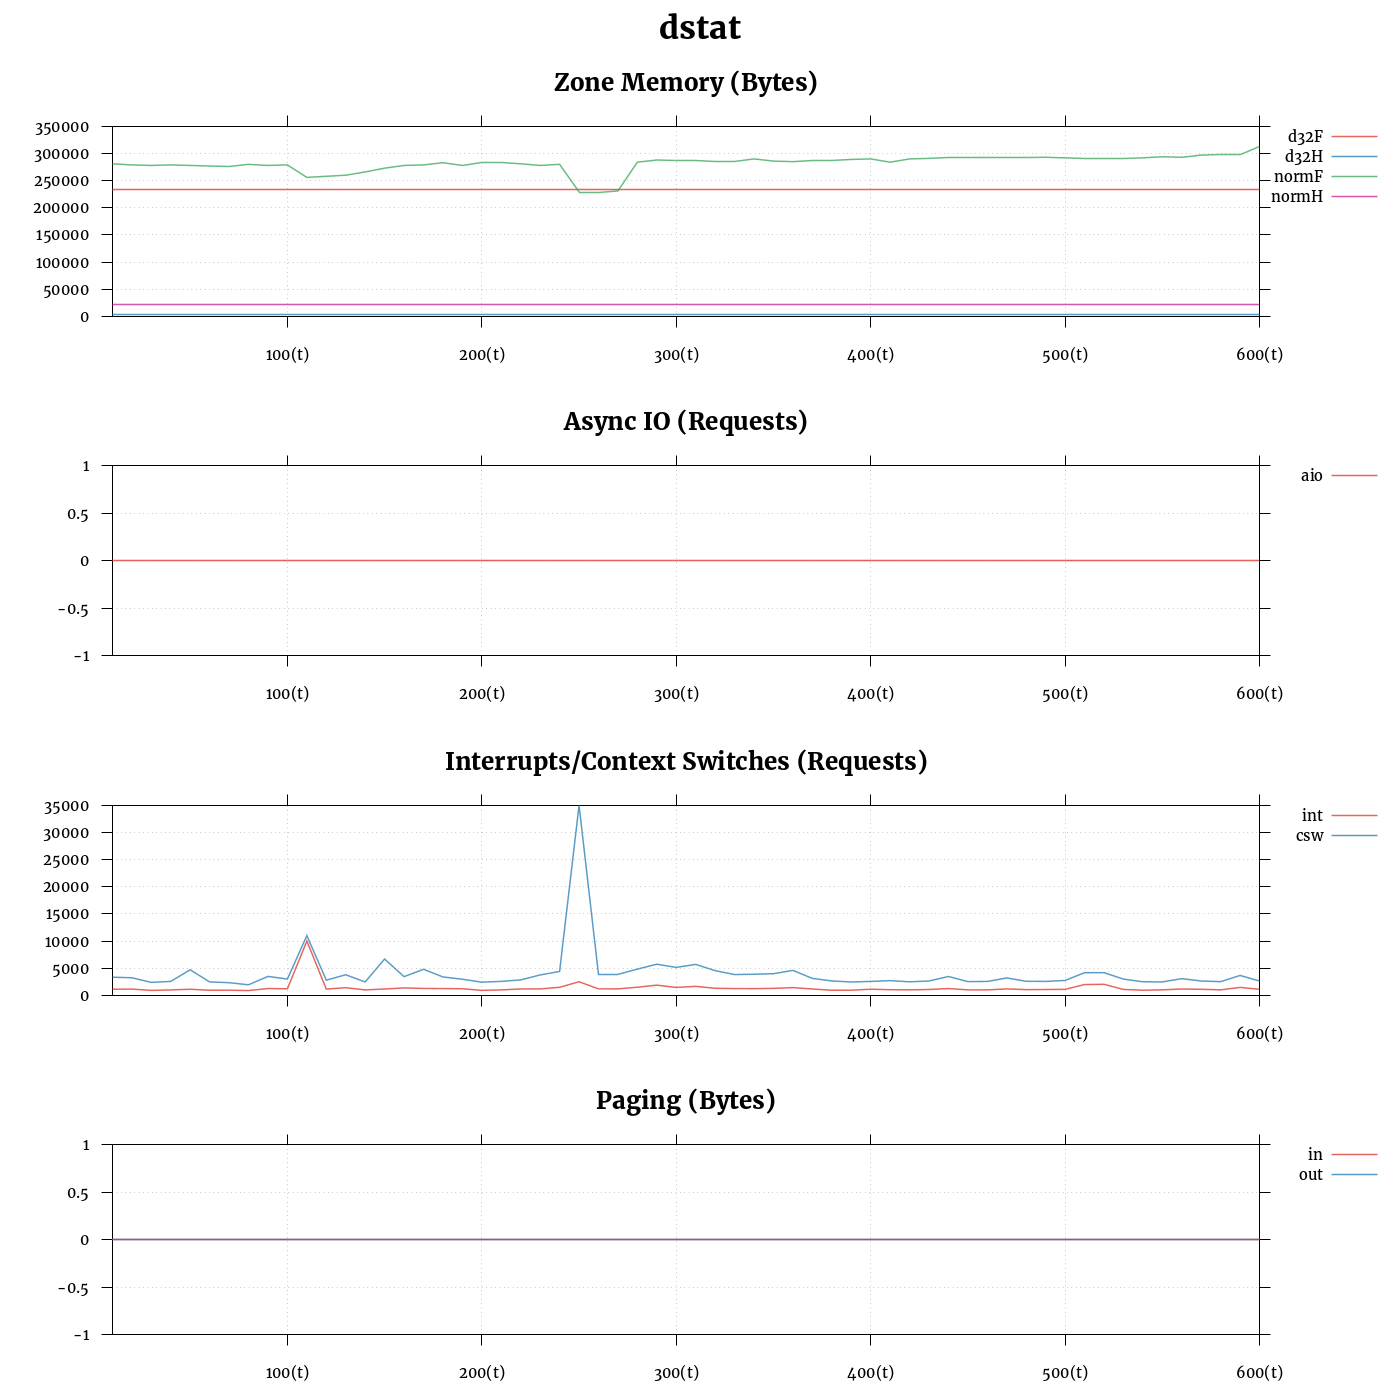 dstat
Zone Memory (Bytes)
350000
300000
250000
200000
150000
100000
50000
0
100(t) 200(t) 300(t) 400(t) 500(t) 600(t)
d32F
d32H
normF
normH
Async IO (Requests)
1
0.5
0
-0.5
-1
100(t) 200(t) 300(t) 400(t) 500(t) 600(t)
aio
Interrupts/Context Switches (Requests)
35000
30000
25000
20000
15000
10000
5000
0
100(t) 200(t) 300(t) 400(t) 500(t) 600(t)
int
csw
Paging (Bytes)
1
0.5
0
-0.5
-1
100(t) 200(t) 300(t) 400(t) 500(t) 600(t)
in
out